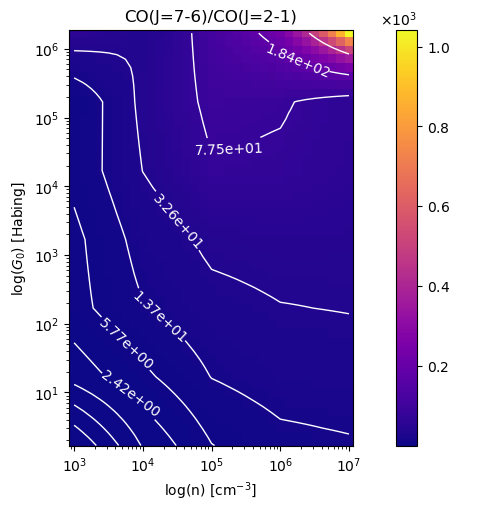 CO(J=7-6)/CO(J=2-1)
×10³
10⁶
10⁵
10⁴
10³
10²
10¹
log(G₀) [Habing]
1.84e+02
7.75e+01
3.26e+01
1.37e+01
5.77e+00
2.42e+00
1.0
0.8
0.6
0.4
0.2
10³ 10⁴ 10⁵ 10⁶ 10⁷
log(n) [cm⁻³]